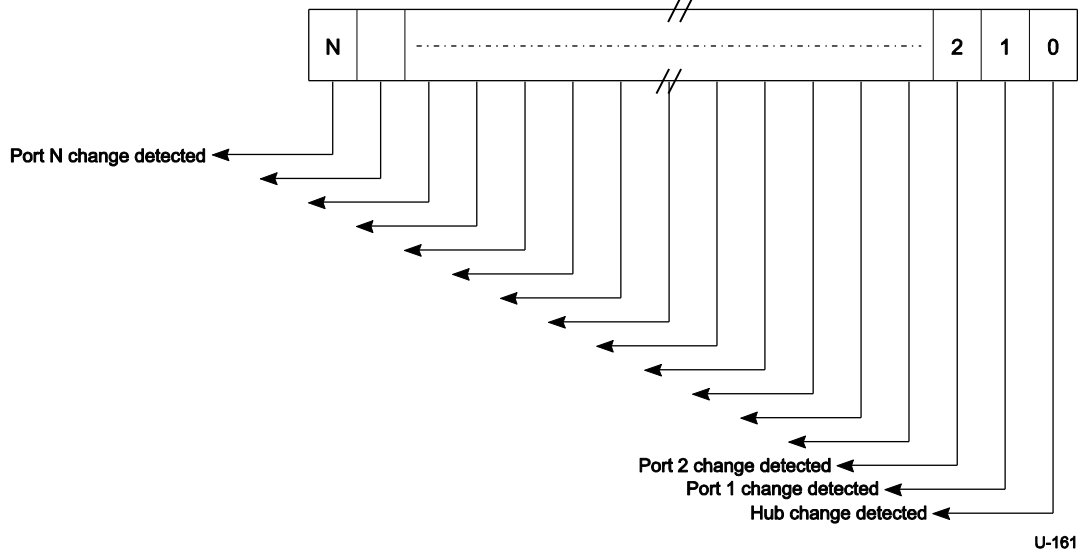 N 2 1 0
Port N change detected
Port 2 change detected
Port 1 change detected
Hub change detected
U-161